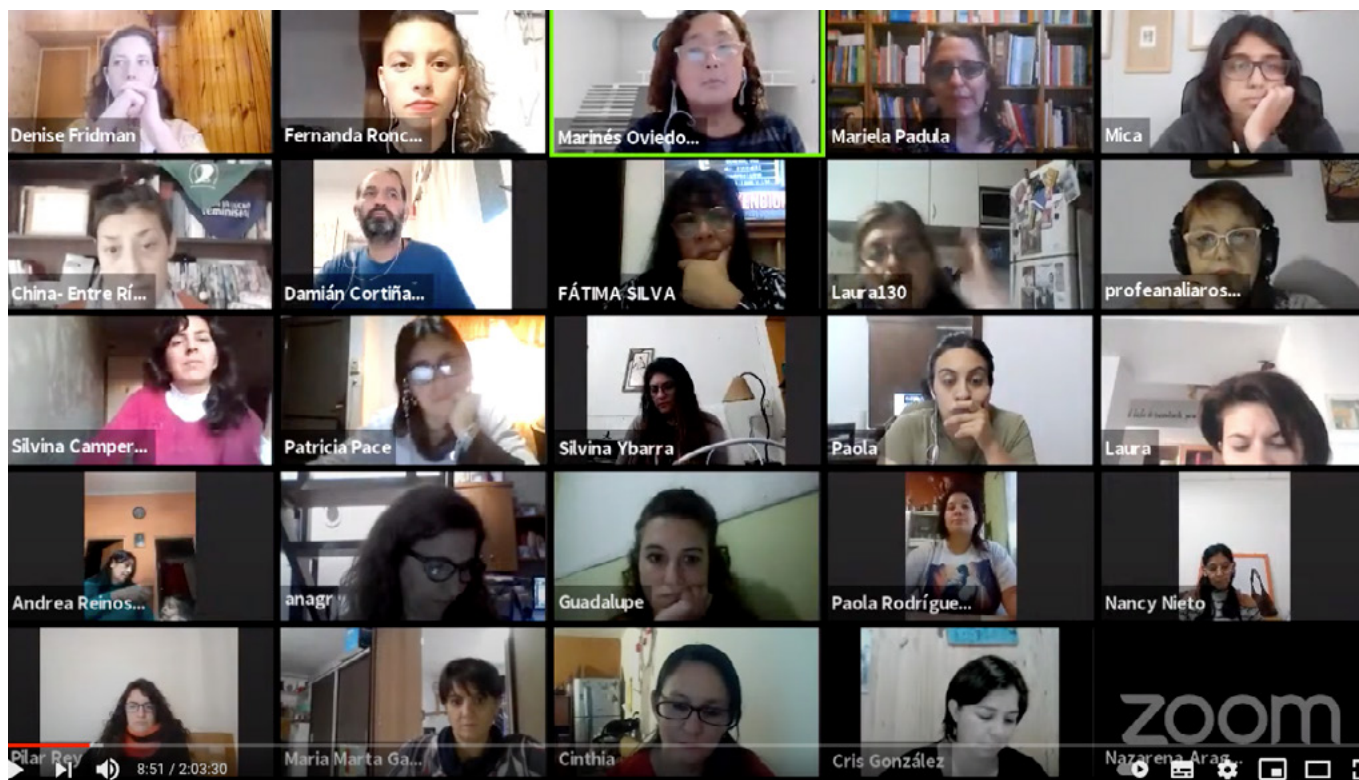 Denise Fridman
Fernanda Ronc...
Marinés Oviedo...
Mariela Padula
Mica
China- Entre Rí...
Damián Cortiña...
FÁTIMA SILVA
Laura130
profeanaliaros...
Silvina Camper...
Patricia Pace
Silvina Ybarra
Paola
Laura
Andrea Reinos...
anagr
Guadalupe
Paola Rodrígue...
Nancy Nieto
Pilar Rey
Maria Marta Ga...
Cinthia
Cris González
zoom
Nazarena Arag...
8:51 / 2:03:30